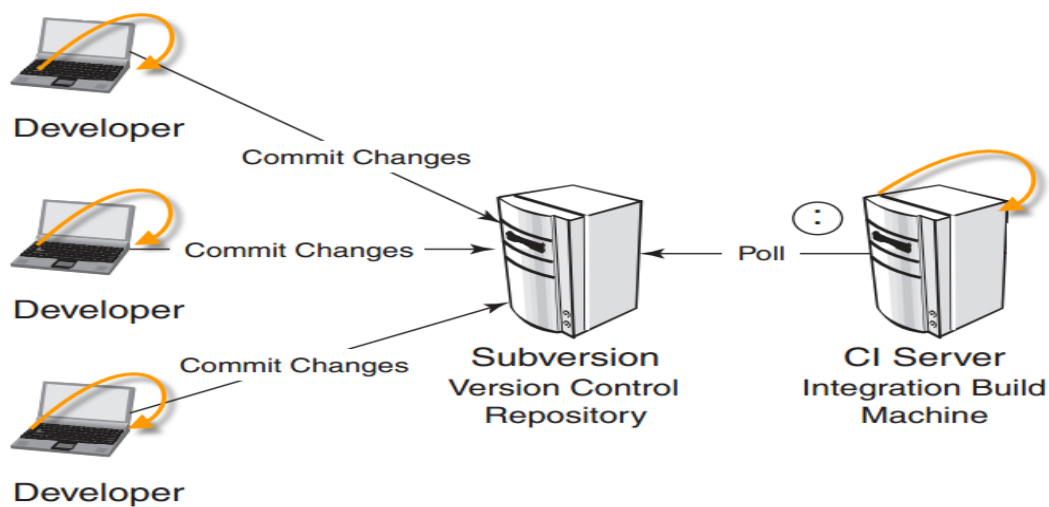 Developer
Commit Changes
Developer
Commit Changes
Developer
Commit Changes
Subversion
Version Control
Repository
:
Poll
CI Server
Integration Build
Machine